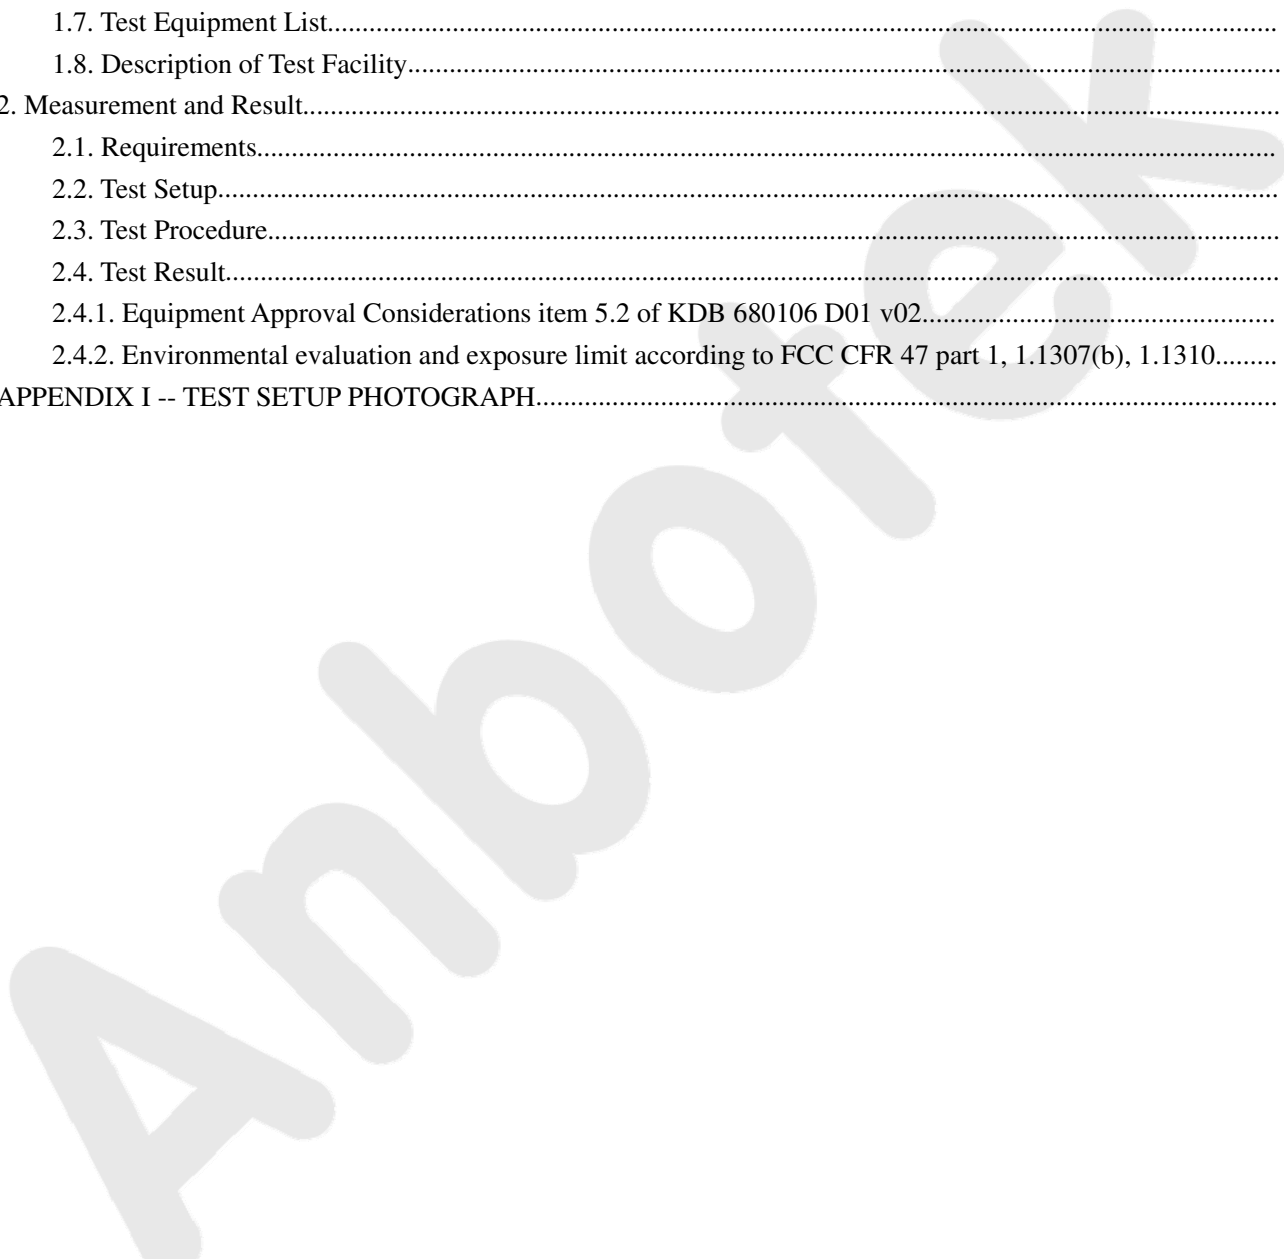 1.7. Test Equipment List................................................................................................................................................
1.8. Description of Test Facility....................................................................................................................................
2. Measurement and Result....................................................................................................................................................
2.1. Requirements..........................................................................................................................................................
2.2. Test Setup................................................................................................................................................................
2.3. Test Procedure.........................................................................................................................................................
2.4. Test Result...............................................................................................................................................................
2.4.1. Equipment Approval Considerations item 5.2 of KDB 680106 D01 v02.....................................................
2.4.2. Environmental evaluation and exposure limit according to FCC CFR 47 part 1, 1.1307(b), 1.1310.........
APPENDIX I -- TEST SETUP PHOTOGRAPH................................................................................................................
Anbotek